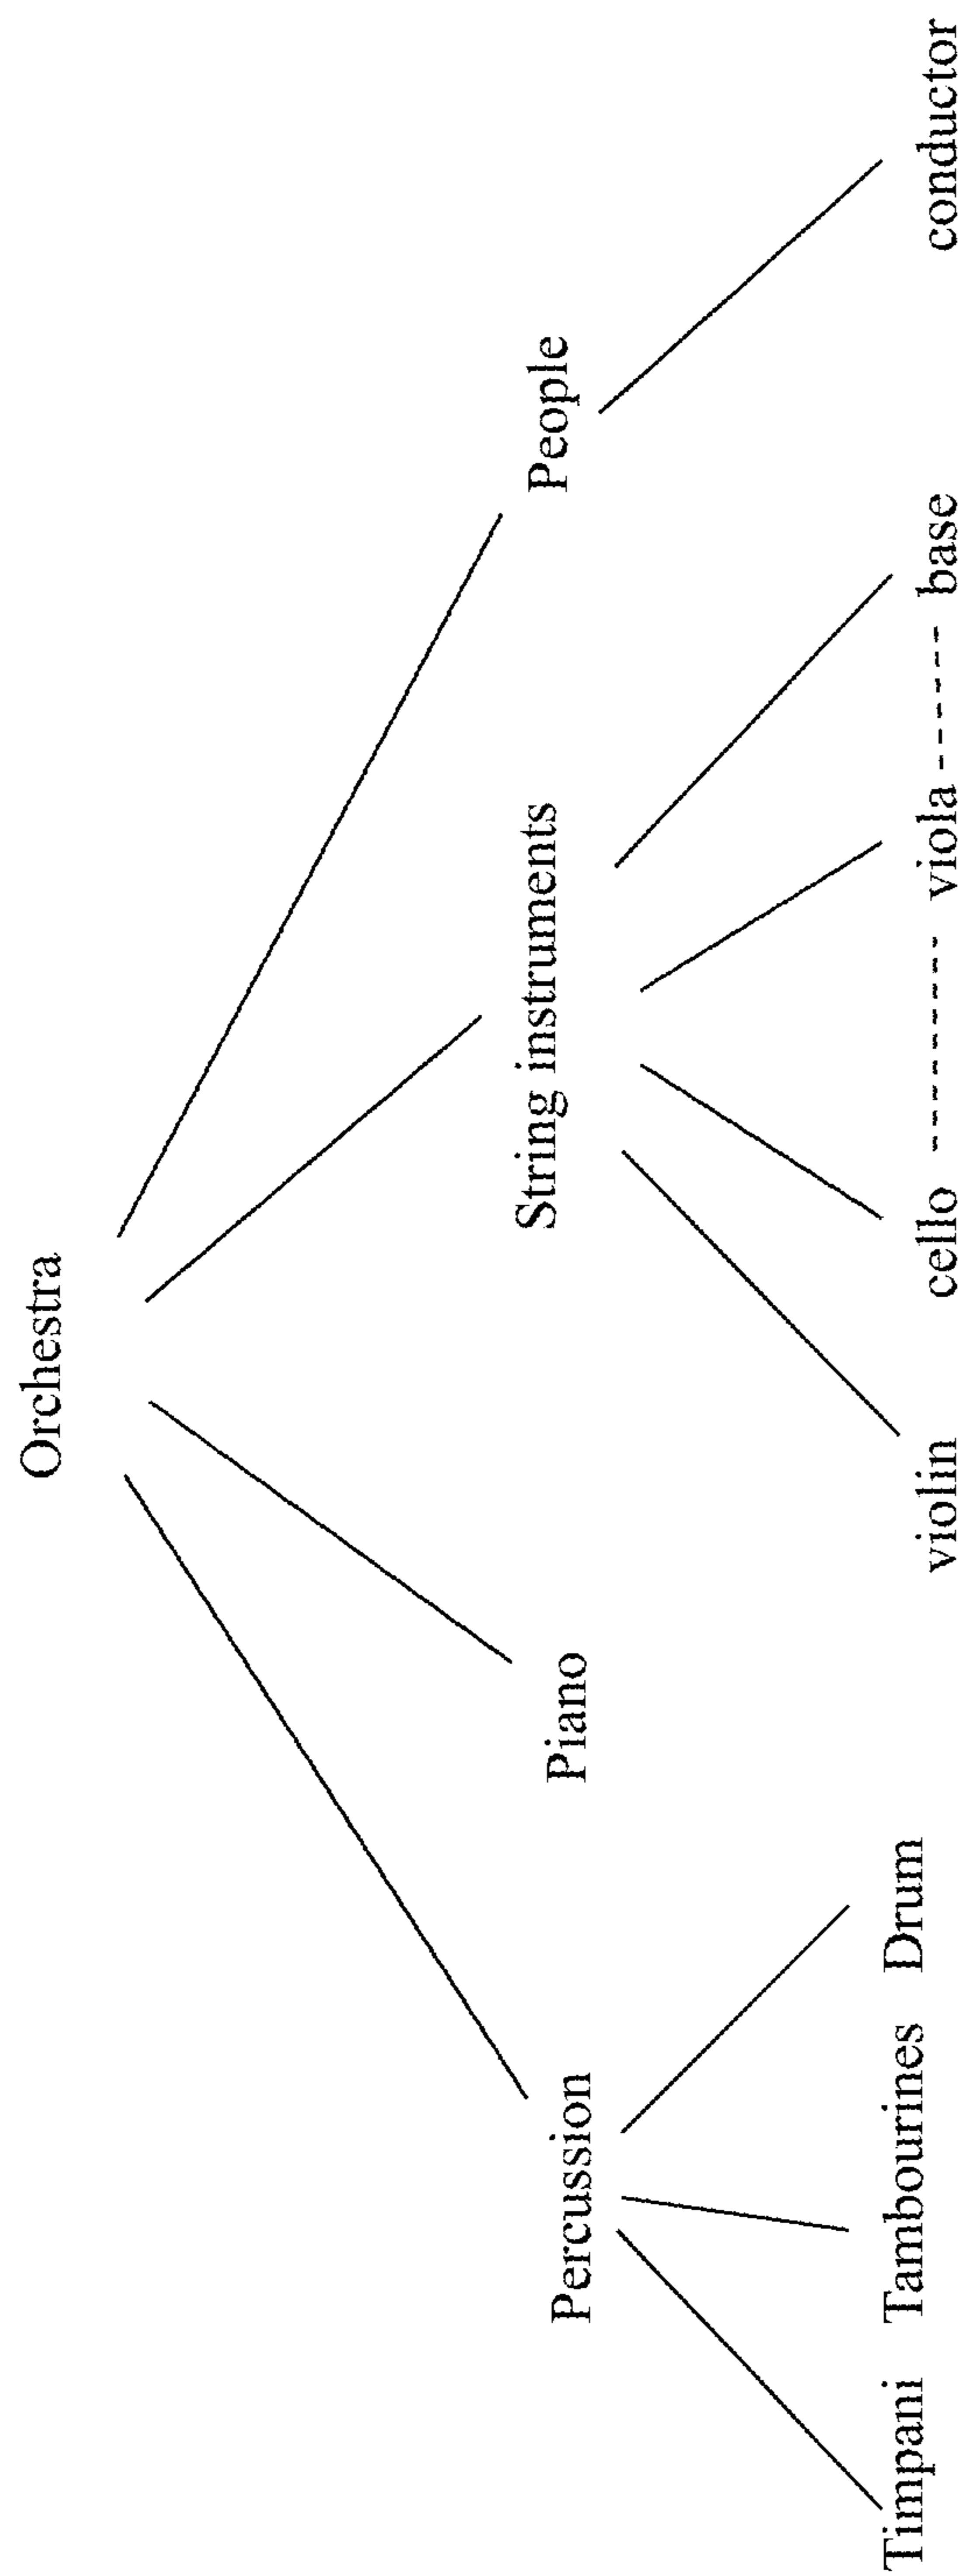 Orchestra
Percussion Piano String instruments People
Timpani Tambourines Drum violin cello viola base conductor